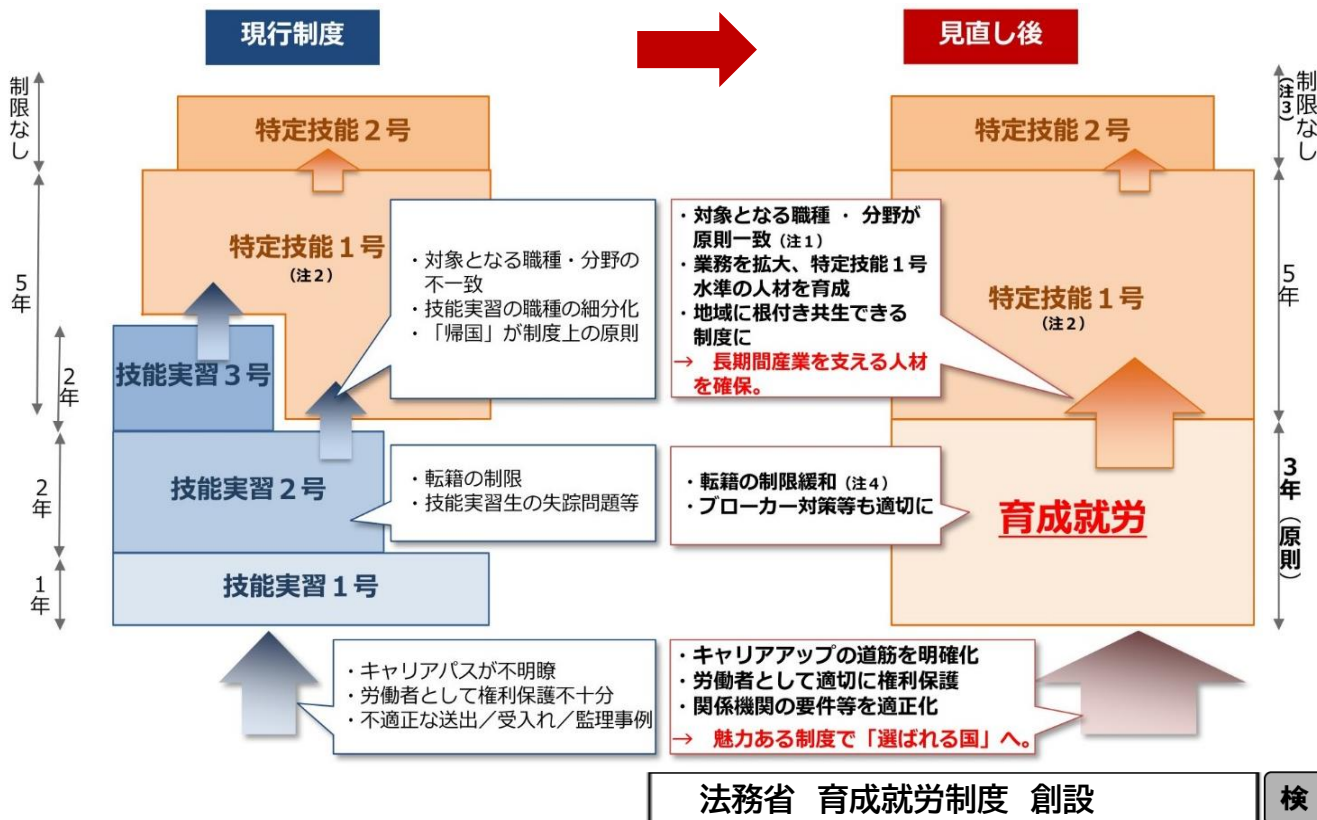 現行制度
見直し後
制限なし
5年
2年
2年
1年
特定技能2号
特定技能1号
(注2)
技能実習3号
技能実習2号
技能実習1号
・対象となる職種・分野の
不一致
・技能実習の職種の細分化
・「帰国」が制度上の原則
・転籍の制限
・技能実習生の失踪問題等
・キャリアパスが不明瞭
・労働者として権利保護不十分
・不適正な送出／受入れ／監理事例
・対象となる職種 ・ 分野が
原則一致 (注1)
・業務を拡大、特定技能1号
水準の人材を育成
・地域に根付き共生できる
制度に
→ 長期間産業を支える人材
を確保。
・転籍の制限緩和 (注4)
・ブローカー対策等も適切に
・キャリアアップの道筋を明確化
・労働者として適切に権利保護
・関係機関の要件等を適正化
→ 魅力ある制度で「選ばれる国」へ。
特定技能2号
特定技能1号
(注2)
育成就労
制限なし
(注3)
5年
3年(原則)
法務省 育成就労制度 創設
検